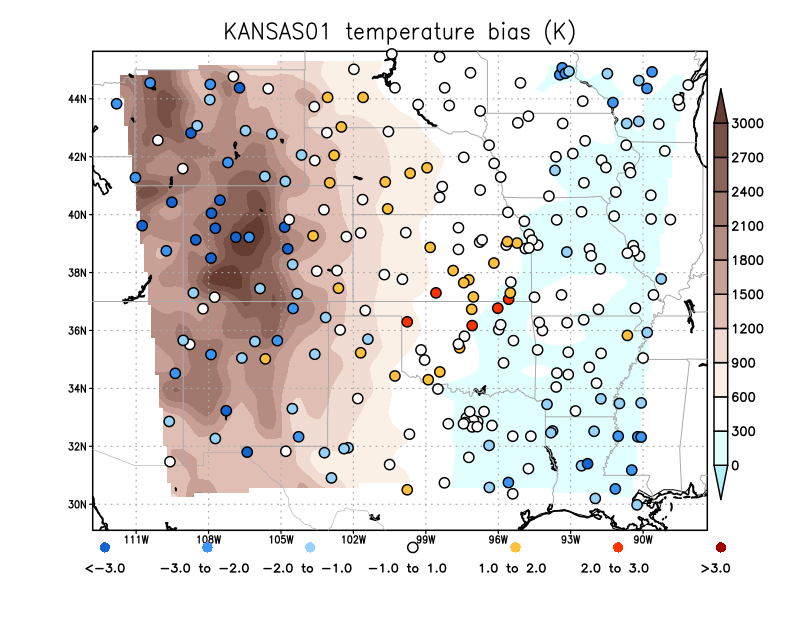 KANSAS01 temperature bias (K)
44N
42N
40N
38N
36N
34N
32N
30N
111W 108W 105W 102W 99W 96W 93W 90W
3000
2700
2400
2100
1800
1500
1200
900
600
300
0
<-3.0 -3.0 to -2.0 -2.0 to -1.0 -1.0 to 1.0 1.0 to 2.0 2.0 to 3.0 >3.0